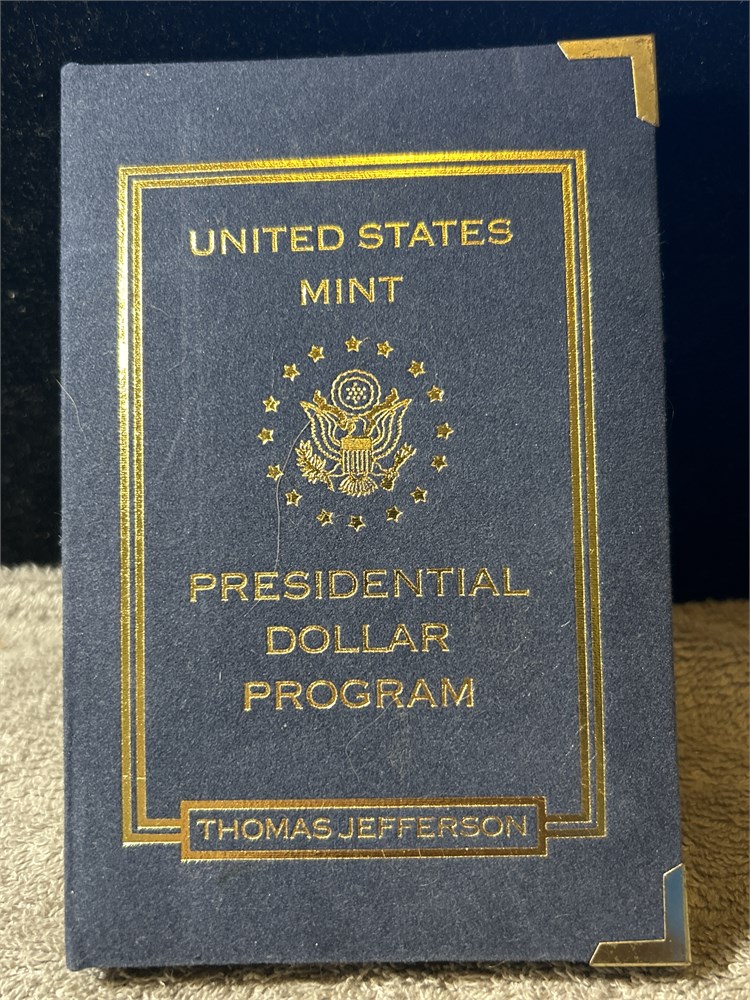 UNITED STATES
MINT
PRESIDENTIAL
DOLLAR
PROGRAM
THOMAS JEFFERSON